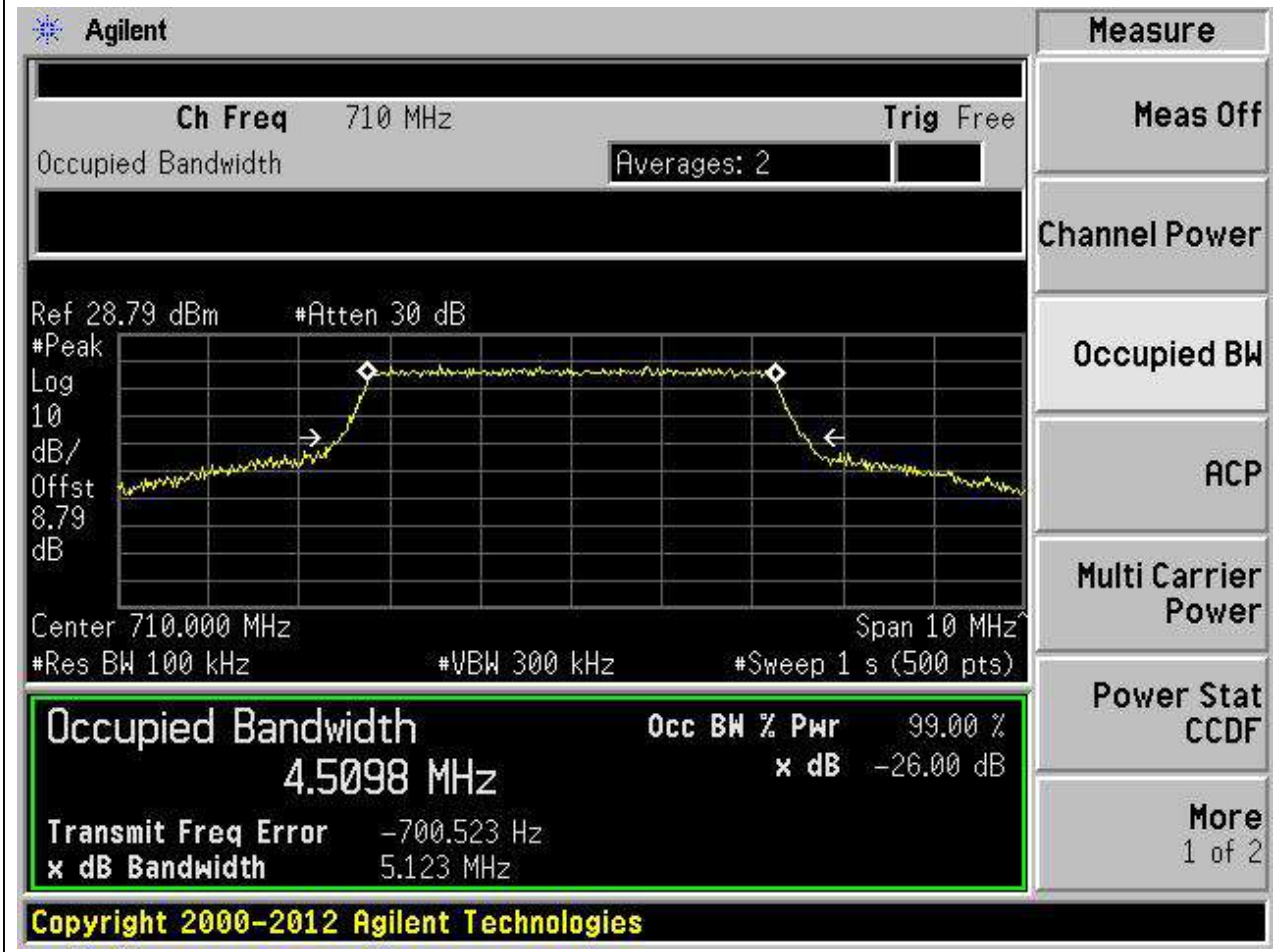 Agilent
Measure
Ch Freq 710 MHz Trig Free
Occupied Bandwidth Averages: 2
Meas Off
Channel Power
Occupied BW
ACP
Multi Carrier
Power
Power Stat
CCDF
More
1 of 2
Ref 28.79 dBm #Atten 30 dB
#Peak
Log
10
dB/
Offst
8.79
dB
Center 710.000 MHz Span 10 MHz^
#Res BW 100 kHz #VBW 300 kHz #Sweep 1 s (500 pts)
Occupied Bandwidth Occ BW % Pwr 99.00 %
4.5098 MHz x dB -26.00 dB
Transmit Freq Error -700.523 Hz
x dB Bandwidth 5.123 MHz
Copyright 2000-2012 Agilent Technologies